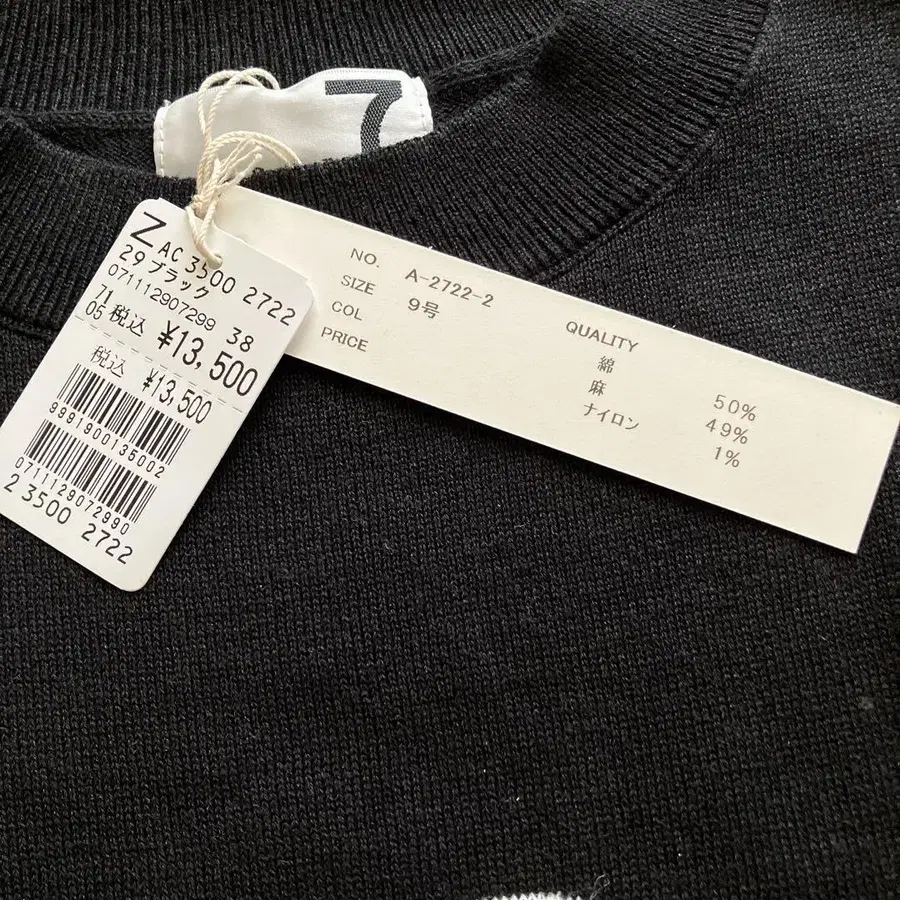 7
Z AC 3500 2722
29 ブラック
071112907299 38
71
05 税込 ¥13,500
税込 ¥13,500
9991900135002
0711129072990
2 3500 2722
NO. A-2722-2
SIZE 9号
COL
PRICE
QUALITY
綿 50%
麻 49%
ナイロン 1%